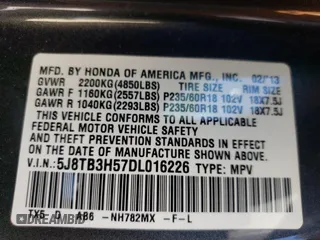 MFD. BY HONDA OF AMERICA MFG., INC. 02/13
GVWR 2200KG(4850LBS) TIRE SIZE RIM SIZE
GAWR F 1160KG(2557LBS) P235/60R18 102V 18X7.5J
GAWR R 1040KG(2293LBS) P235/60R18 102V 18X7.5J
THIS VEHICLE CONFORMS TO ALL APPLICABLE
FEDERAL MOTOR VEHICLE SAFETY, BUMPER, AND
THEFT PREVENTION STANDARDS IN EFFECT ON THE
DATE OF MANUFACTURE SHOWN ABOVE.
V.I.N: 5J8TB3H57DL016226 TYPE: MPV
AB6 -NH782MX -F-L
DREAMBID